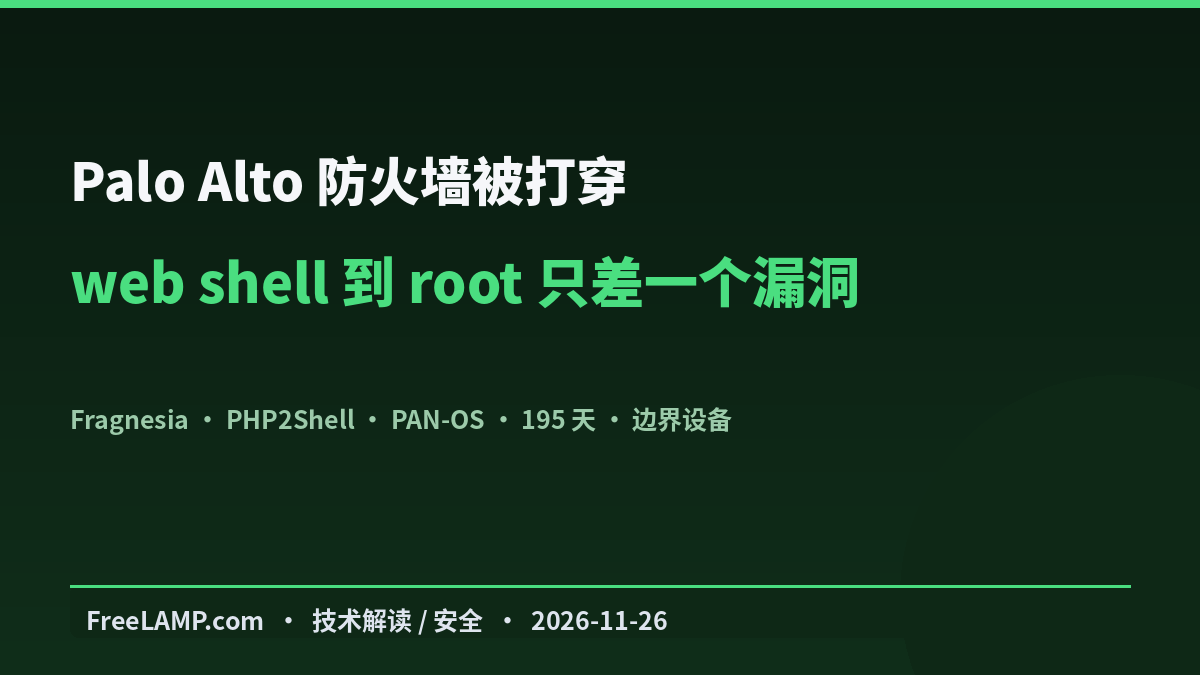 Palo Alto 防火墙被打穿
web shell 到 root 只差一个漏洞
Fragnesia • PHP2Shell • PAN-OS • 195 天 • 边界设备
FreeLAMP.com • 技术解读 / 安全 • 2026-11-26